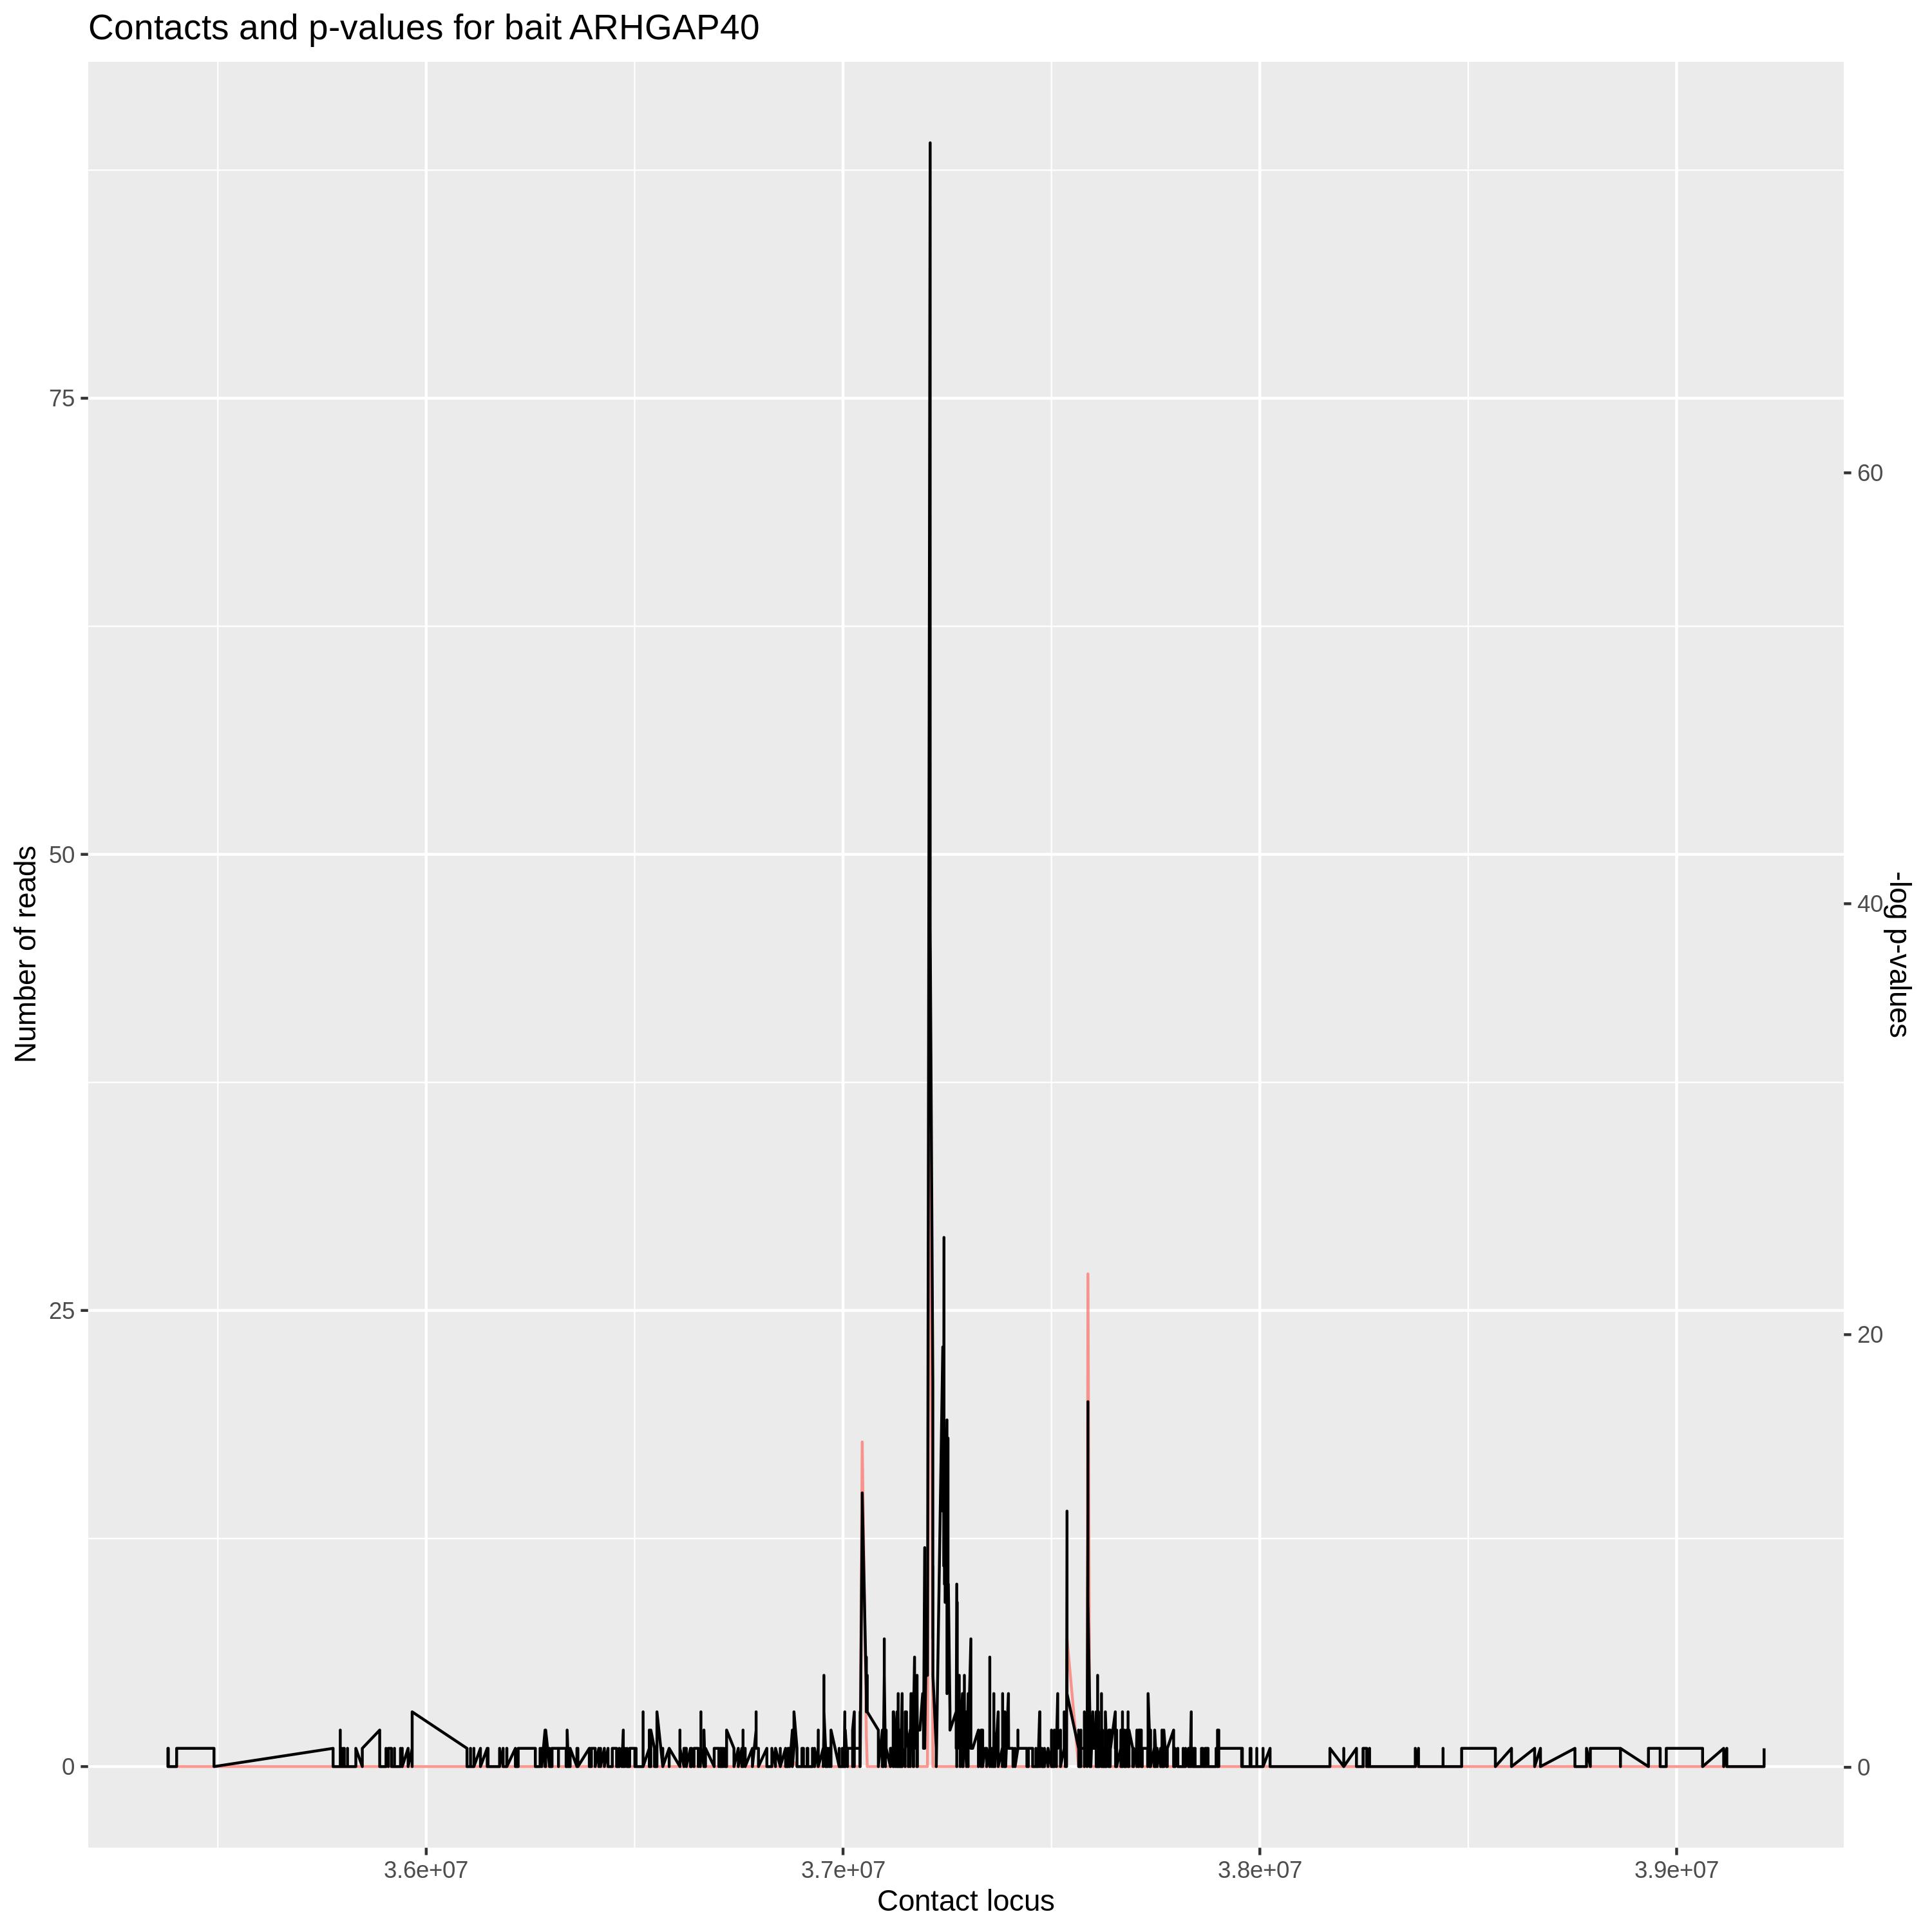 Contacts and p-values for bait ARHGAP40
Number of reads
75
50
25
0
60
40
20
0
-log p-values
3.6e+07
3.7e+07
3.8e+07
3.9e+07
Contact locus